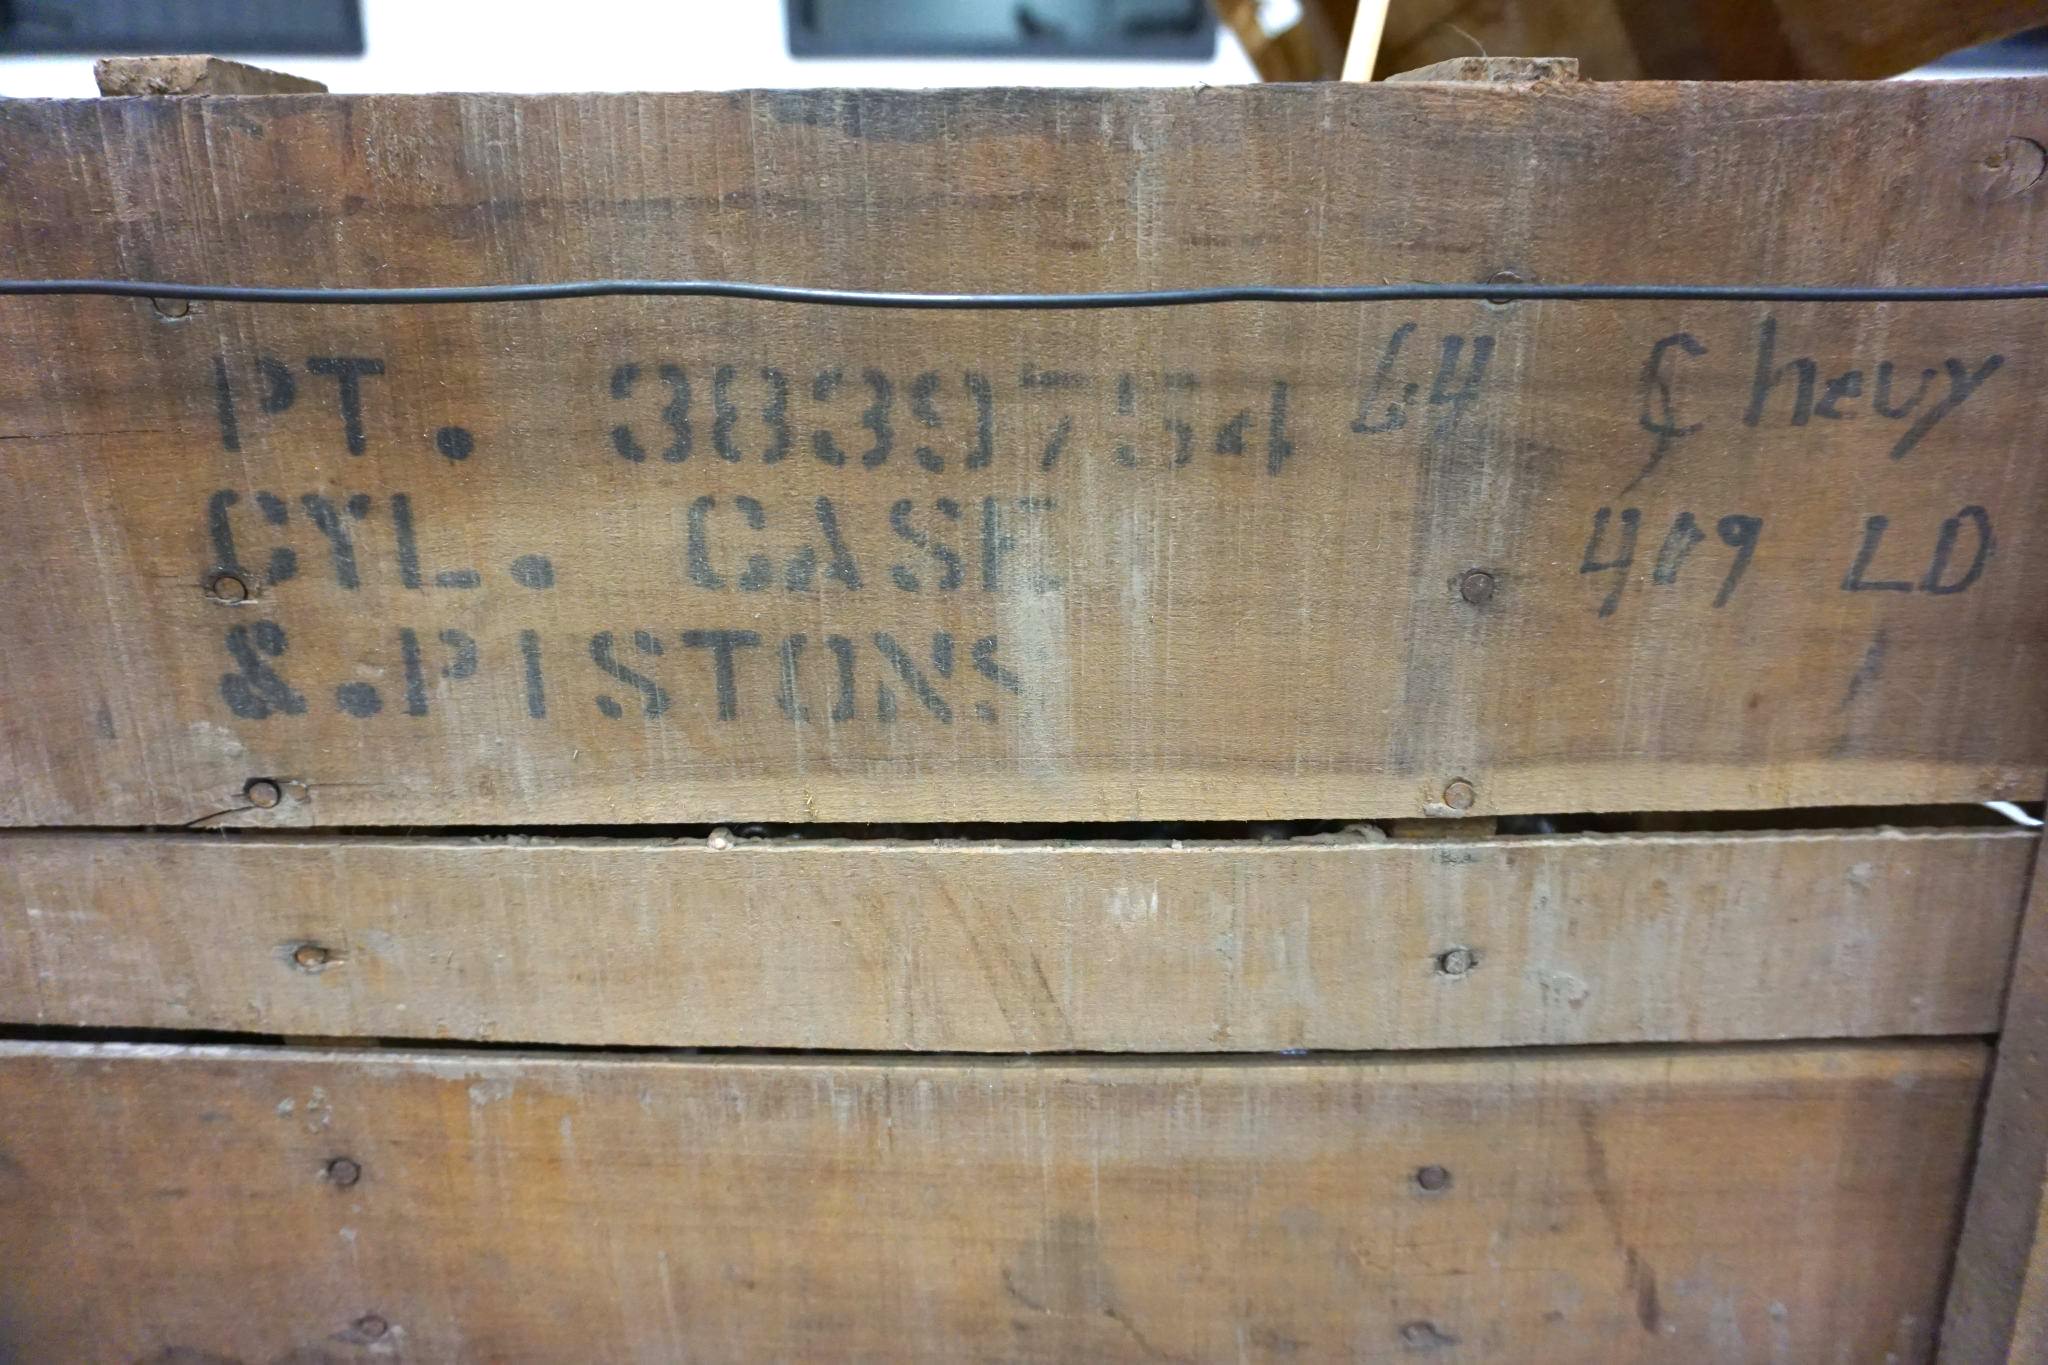 PT. 3839754
CYL. CASE
&.PISTONS
64 Chevy
409 LD